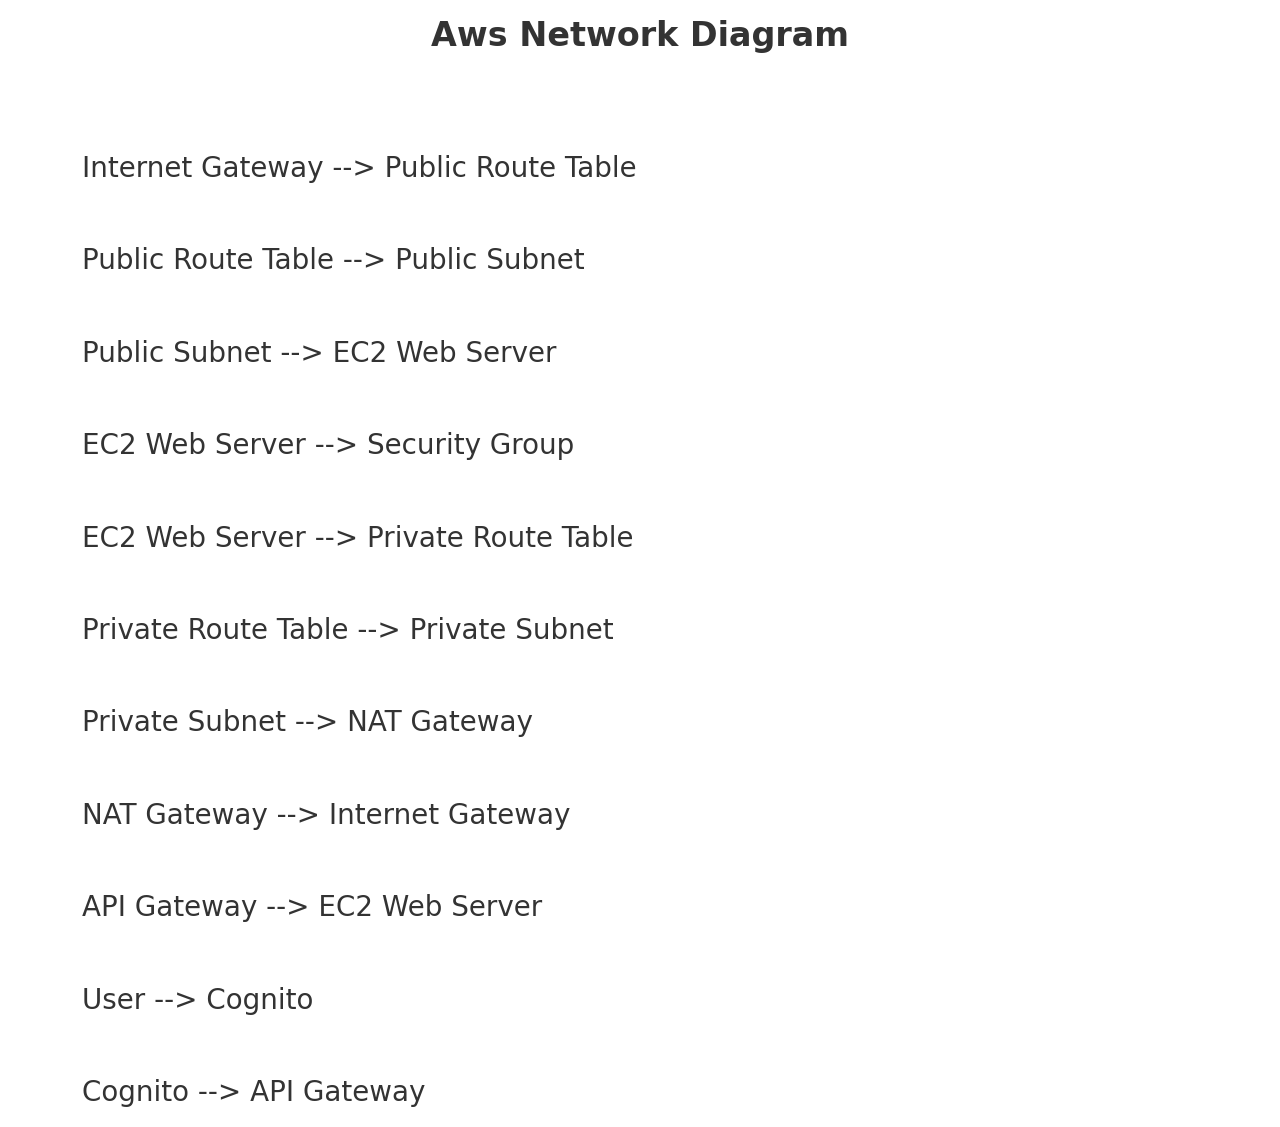 Aws Network Diagram
Internet Gateway --> Public Route Table
Public Route Table --> Public Subnet
Public Subnet --> EC2 Web Server
EC2 Web Server --> Security Group
EC2 Web Server --> Private Route Table
Private Route Table --> Private Subnet
Private Subnet --> NAT Gateway
NAT Gateway --> Internet Gateway
API Gateway --> EC2 Web Server
User --> Cognito
Cognito --> API Gateway